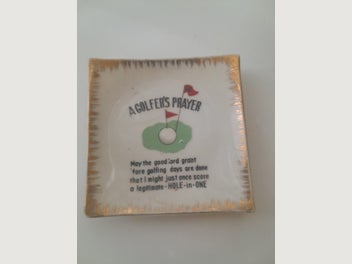 A GOLFER'S PRAYER
May the good lord grant
'fore golfing days are done
that I might just once score
a legitimate-HOLE-in-ONE